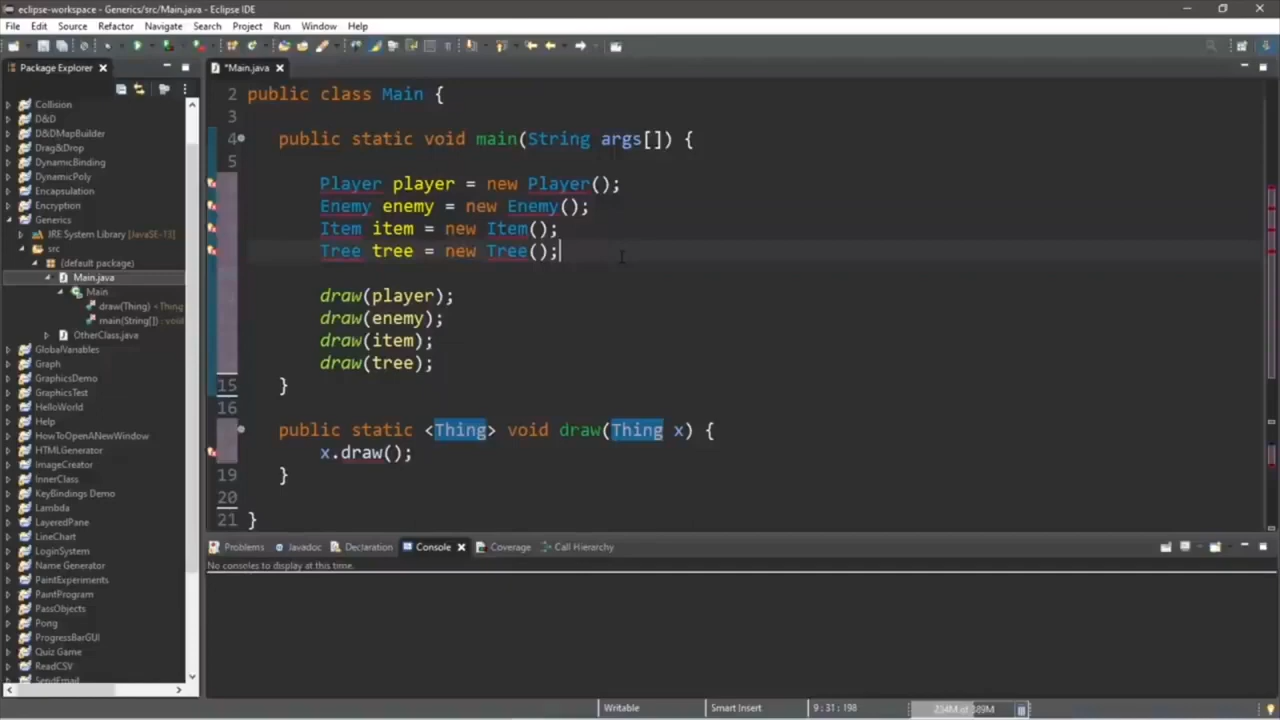 eclipse-workspace - Generics/src/Main.java - Eclipse IDE
File Edit Source Refactor Navigate Search Project Run Window Help
Package Explorer
*Main.java
Collision
D&D
D&DMapBuilder
Drag&Drop
DynamicBinding
DynamicPoly
Encapsulation
Encryption
Generics
JRE System Library [JavaSE-13]
src
(default package)
Main.java
Main
draw(Thing) <Thing
main(String[]) : void
OtherClass.java
GlobalVariables
Graph
GraphicsDemo
GraphicsTest
HelloWorld
Help
HowToOpenANewWindow
HTMLGenerator
ImageCreator
InnerClass
KeyBindings Demo
Lambda
LayeredPane
LineChart
LoginSystem
Name Generator
PaintExperiments
PaintProgram
PassObjects
Pong
ProgressBarGUI
Quiz Game
ReadCSV
SendEmail
2 public class Main {
3
4 public static void main(String args[]) {
5
Player player = new Player();
Enemy enemy = new Enemy();
Item item = new Item();
Tree tree = new Tree();
draw(player);
draw(enemy);
draw(item);
draw(tree);
15 }
16
public static <Thing> void draw(Thing x) {
x.draw();
19 }
20
21 }
Problems Javadoc Declaration Console Coverage Call Hierarchy
No consoles to display at this time.
Writable Smart Insert 9 : 31 : 198